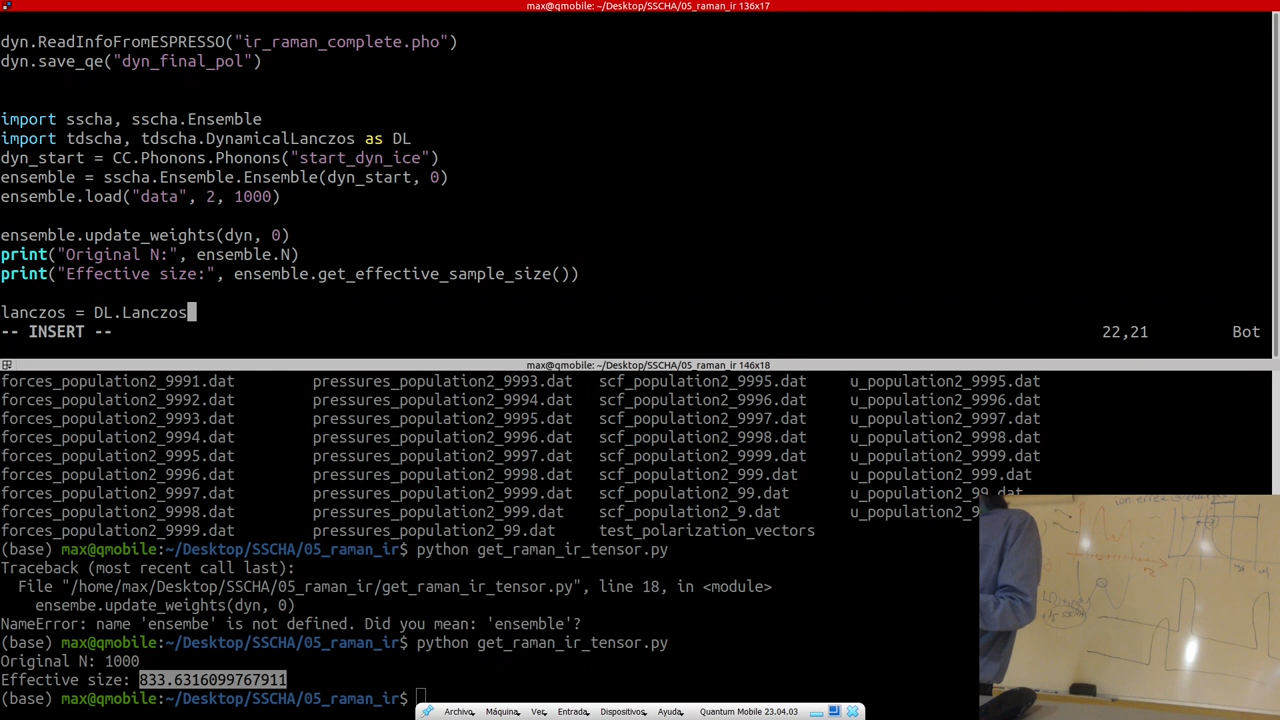 max@qmobile: ~/Desktop/SSCHA/05_raman_ir 136x17
dyn.ReadInfoFromESPRESSO("ir_raman_complete.pho")
dyn.save_qe("dyn_final_pol")
import sscha, sscha.Ensemble
import tdscha, tdscha.DynamicalLanczos as DL
dyn_start = CC.Phonons.Phonons("start_dyn_ice")
ensemble = sscha.Ensemble.Ensemble(dyn_start, 0)
ensemble.load("data", 2, 1000)
ensemble.update_weights(dyn, 0)
print("Original N:", ensemble.N)
print("Effective size:", ensemble.get_effective_sample_size())
lanczos = DL.Lanczos
-- INSERT -- 22,21 Bot
max@qmobile: ~/Desktop/SSCHA/05_raman_ir 146x18
forces_population2_9991.dat pressures_population2_9993.dat scf_population2_9995.dat u_population2_9995.dat
forces_population2_9992.dat pressures_population2_9994.dat scf_population2_9996.dat u_population2_9996.dat
forces_population2_9993.dat pressures_population2_9995.dat scf_population2_9997.dat u_population2_9997.dat
forces_population2_9994.dat pressures_population2_9996.dat scf_population2_9998.dat u_population2_9998.dat
forces_population2_9995.dat pressures_population2_9997.dat scf_population2_9999.dat u_population2_9999.dat
forces_population2_9996.dat pressures_population2_9998.dat scf_population2_999.dat u_population2_999.dat
forces_population2_9997.dat pressures_population2_9999.dat scf_population2_99.dat u_population2_99.dat
forces_population2_9998.dat pressures_population2_999.dat scf_population2_9.dat u_population2_9
forces_population2_9999.dat pressures_population2_99.dat test_polarization_vectors
(base) max@qmobile:~/Desktop/SSCHA/05_raman_ir$ python get_raman_ir_tensor.py
Traceback (most recent call last):
File "/home/max/Desktop/SSCHA/05_raman_ir/get_raman_ir_tensor.py", line 18, in <module>
ensembe.update_weights(dyn, 0)
NameError: name 'ensembe' is not defined. Did you mean: 'ensemble'?
(base) max@qmobile:~/Desktop/SSCHA/05_raman_ir$ python get_raman_ir_tensor.py
Original N: 1000
Effective size: 833.6316099767911
(base) max@qmobile:~/Desktop/SSCHA/05_raman_ir$
Archivo Máquina Ver Entrada Dispositivos Ayuda Quantum Mobile 23.04.03